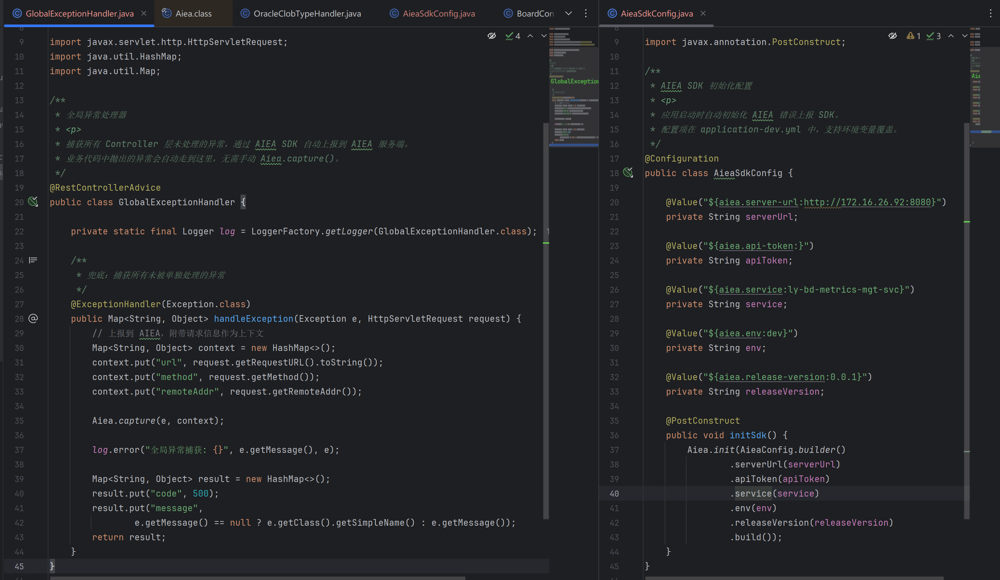 GlobalExceptionHandler.java
Aiea.class
OracleClobTypeHandler.java
AieaSdkConfig.java
BoardCon
4
9 import javax.servlet.http.HttpServletRequest;
10 import java.util.HashMap;
11 import java.util.Map;
12
13 /**
14 * 全局异常处理器
15 * <p>
16 * 捕获所有 Controller 层未处理的异常，通过 AIEA SDK 自动上报到 AIEA 服务端。
17 * 业务代码中抛出的异常会自动走到这里，无需手动 Aiea.capture()。
18 */
19 @RestControllerAdvice
20 public class GlobalExceptionHandler {
21
22 private static final Logger log = LoggerFactory.getLogger(GlobalExceptionHandler.class); 1
23
24 /**
25 * 兜底：捕获所有未被单独处理的异常
26 */
27 @ExceptionHandler(Exception.class)
28 public Map<String, Object> handleException(Exception e, HttpServletRequest request) {
29 // 上报到 AIEA，附带请求信息作为上下文
30 Map<String, Object> context = new HashMap<>();
31 context.put("url", request.getRequestURL().toString());
32 context.put("method", request.getMethod());
33 context.put("remoteAddr", request.getRemoteAddr());
34
35 Aiea.capture(e, context);
36
37 log.error("全局异常捕获: {}", e.getMessage(), e);
38
39 Map<String, Object> result = new HashMap<>();
40 result.put("code", 500);
41 result.put("message",
42 e.getMessage() == null ? e.getClass().getSimpleName() : e.getMessage());
43 return result;
44 }
45 }
GlobalException
AieaSdkConfig.java
1 3
9 import javax.annotation.PostConstruct;
10
11 /**
12 * AIEA SDK 初始化配置
13 * <p>
14 * 应用启动时自动初始化 AIEA 错误上报 SDK。
15 * 配置项在 application-dev.yml 中，支持环境变量覆盖。
16 */
17 @Configuration
18 public class AieaSdkConfig {
19
20 @Value("${aiea.server-url:http://172.16.26.92:8080}")
21 private String serverUrl;
22
23 @Value("${aiea.api-token:}")
24 private String apiToken;
25
26 @Value("${aiea.service:ly-bd-metrics-mgt-svc}")
27 private String service;
28
29 @Value("${aiea.env:dev}")
30 private String env;
31
32 @Value("${aiea.release-version:0.0.1}")
33 private String releaseVersion;
34
35 @PostConstruct
36 public void initSdk() {
37 Aiea.init(AieaConfig.builder()
38 .serverUrl(serverUrl)
39 .apiToken(apiToken)
40 .service(service)
41 .env(env)
42 .releaseVersion(releaseVersion)
43 .build());
44 }
45 }
Aie